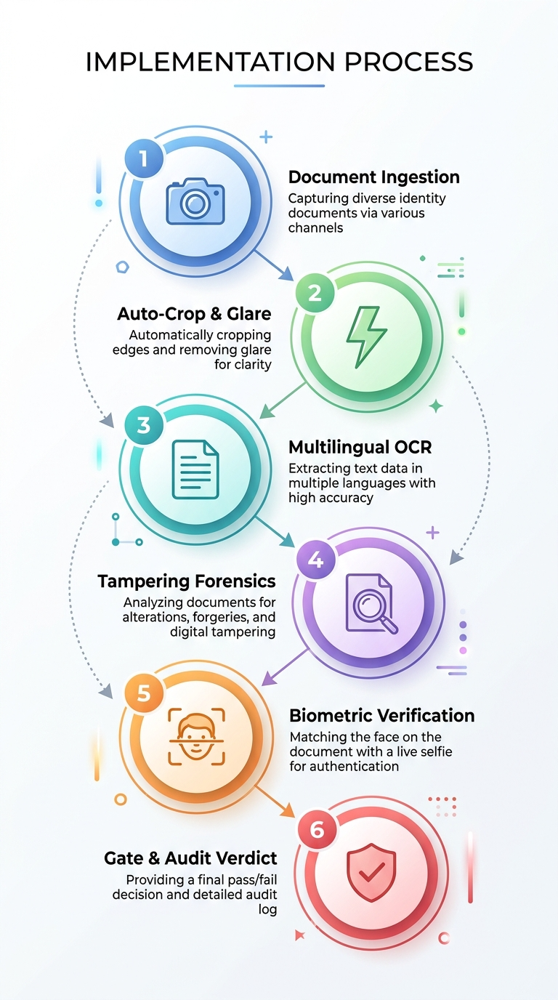 IMPLEMENTATION PROCESS
1
Document Ingestion
Capturing diverse identity
documents via various
channels
2
Auto-Crop & Glare
Automatically cropping
edges and removing glare
for clarity
3
Multilingual OCR
Extracting text data in
multiple languages with
high accuracy
4
Tampering Forensics
Analyzing documents for
alterations, forgeries, and
digital tampering
5
Biometric Verification
Matching the face on the
document with a live selfie
for authentication
6
Gate & Audit Verdict
Providing a final pass/fail
decision and detailed audit
log